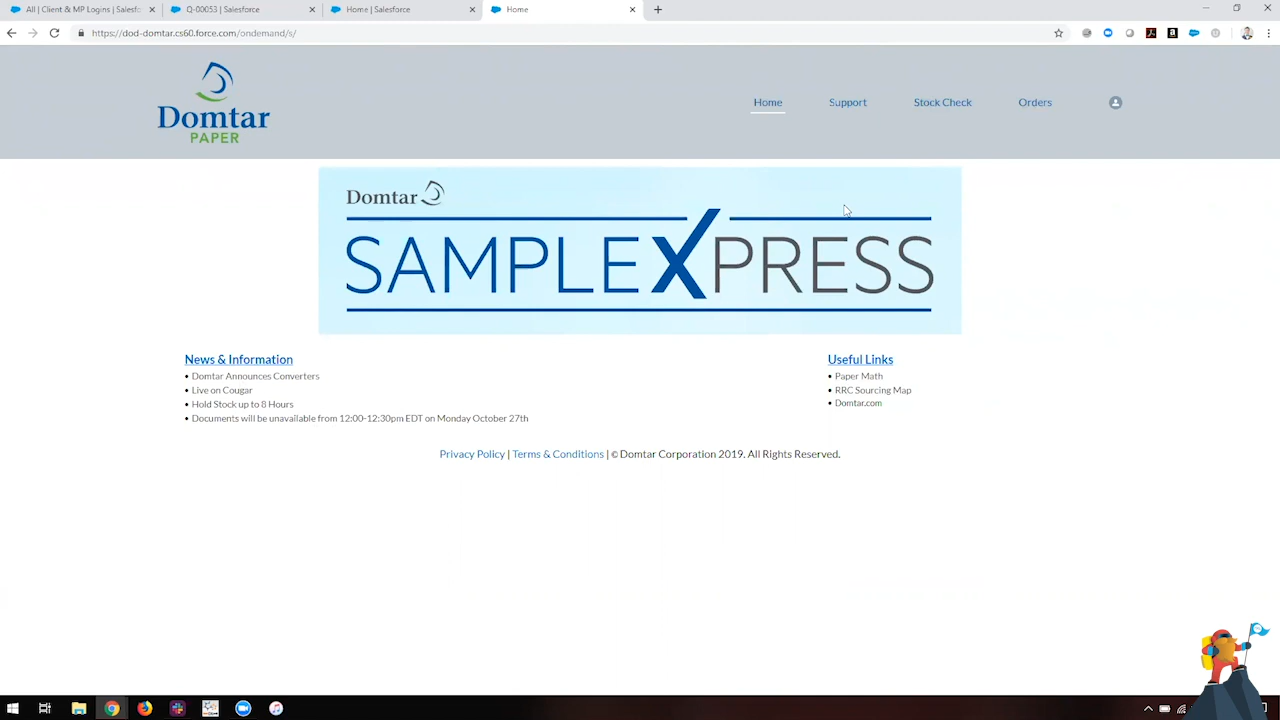 All | Client & MP Logins | Salesfo
Q-00053 | Salesforce
Home | Salesforce
Home
https://dod-domtar.cs60.force.com/ondemand/s/
Domtar
PAPER
Home
Support
Stock Check
Orders
Domtar
SAMPLEXPRESS
News & Information
• Domtar Announces Converters
• Live on Cougar
• Hold Stock up to 8 Hours
• Documents will be unavailable from 12:00-12:30pm EDT on Monday October 27th
Useful Links
• Paper Math
• RRC Sourcing Map
• Domtar.com
Privacy Policy | Terms & Conditions | © Domtar Corporation 2019. All Rights Reserved.